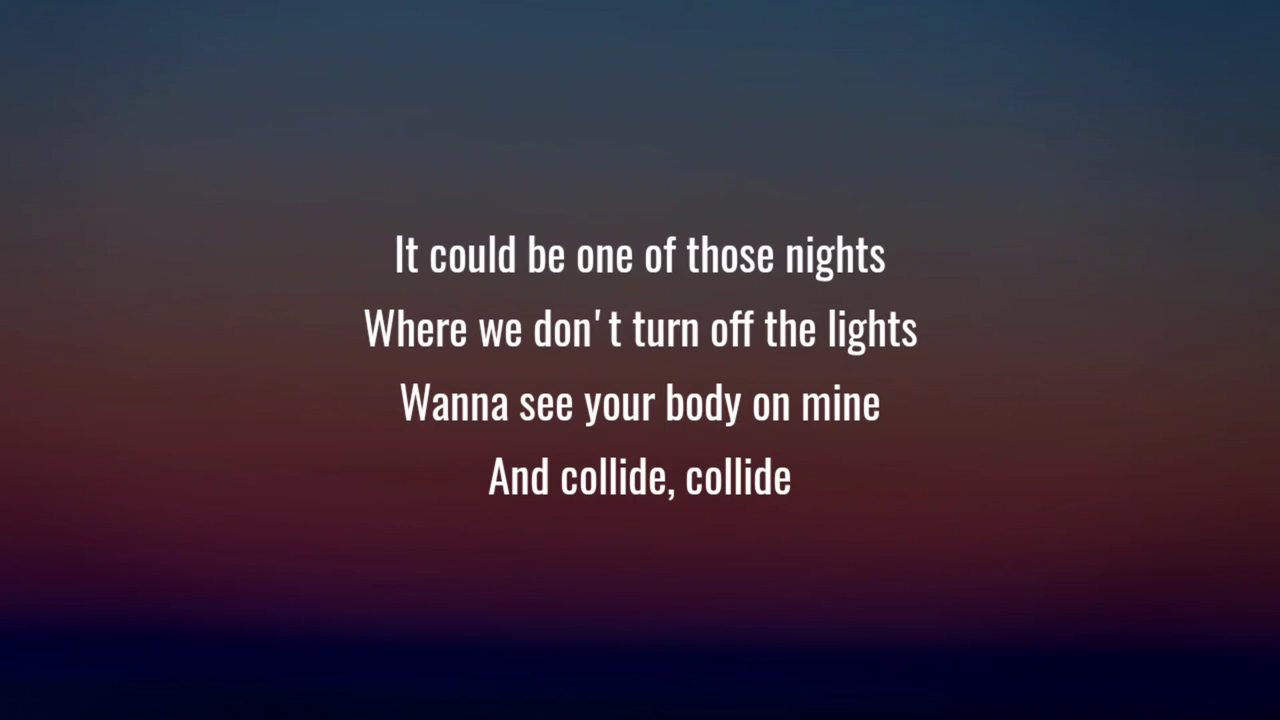 It could be one of those nights
Where we don't turn off the lights
Wanna see your body on mine
And collide, collide